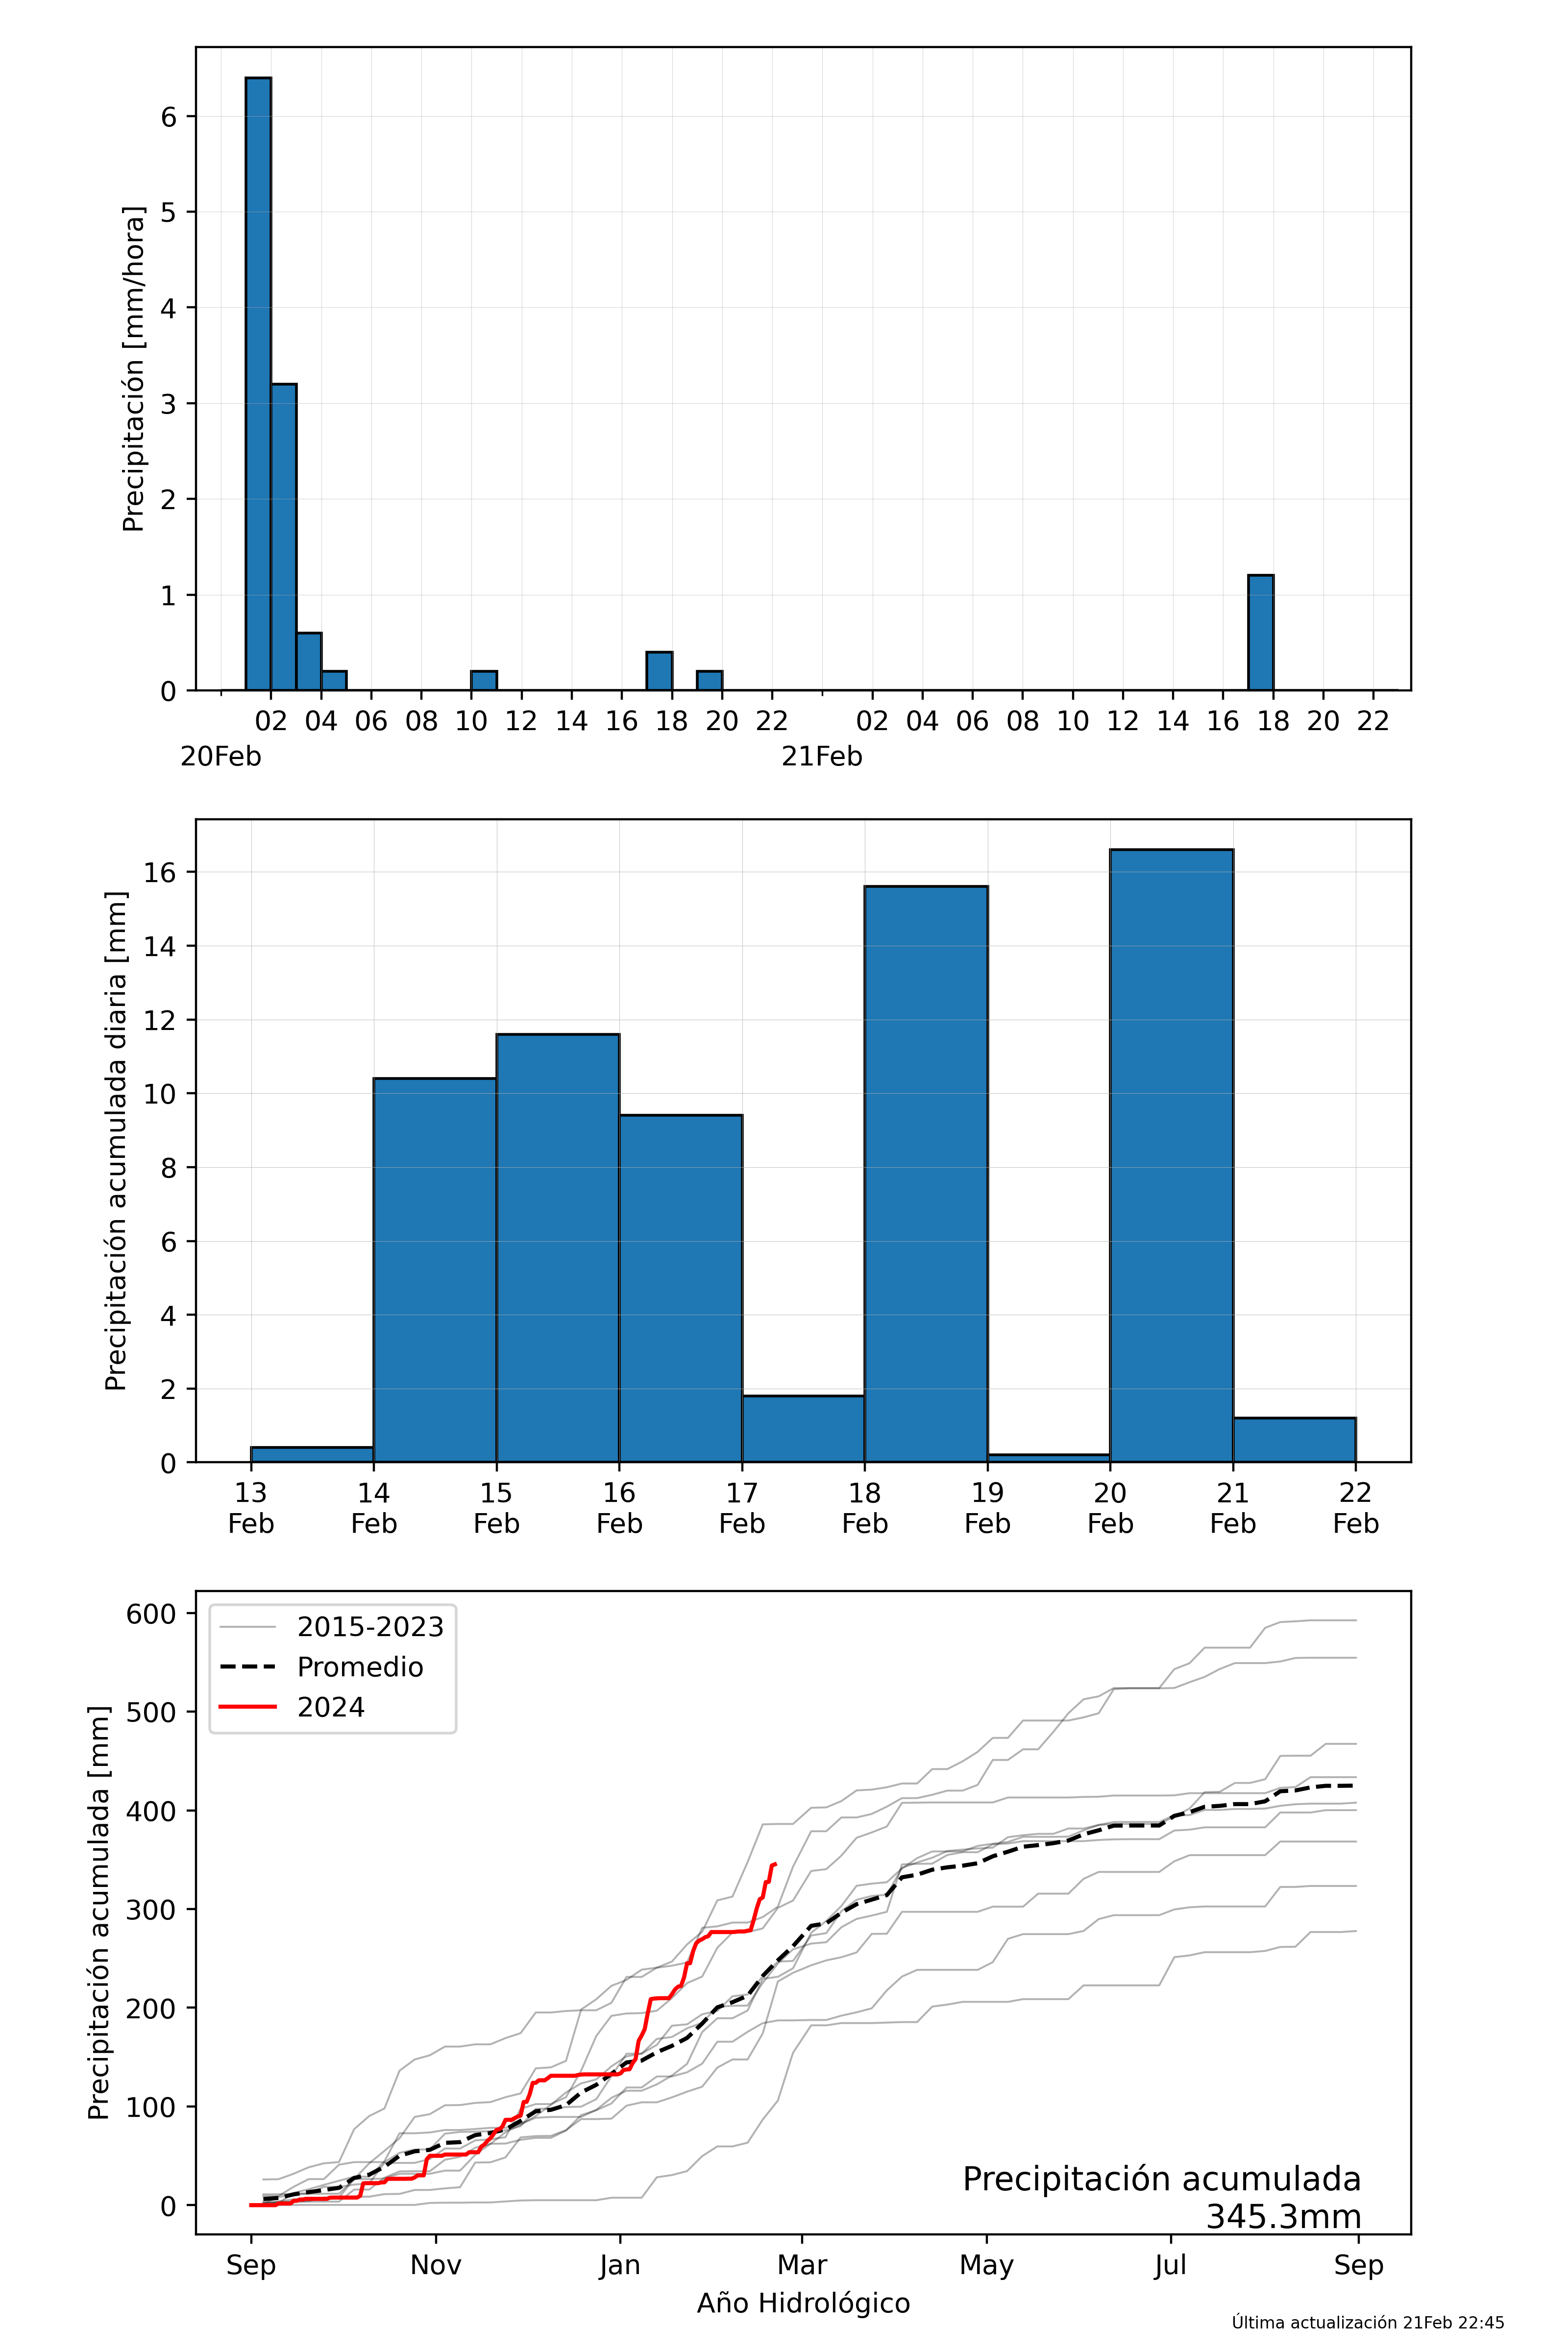 Precipitación [mm/hora]
6
5
4
3
2
1
0
02 04 06 08 10 12 14 16 18 20 22 02 04 06 08 10 12 14 16 18 20 22
20Feb 21Feb
Precipitación acumulada diaria [mm]
16
14
12
10
8
6
4
2
0
13 14 15 16 17 18 19 20 21 22
Feb Feb Feb Feb Feb Feb Feb Feb Feb Feb
Precipitación acumulada [mm]
600
500
400
300
200
100
0
2015-2023
Promedio
2024
Precipitación acumulada
345.3mm
Sep Nov Jan Mar May Jul Sep
Año Hidrológico
Última actualización 21Feb 22:45